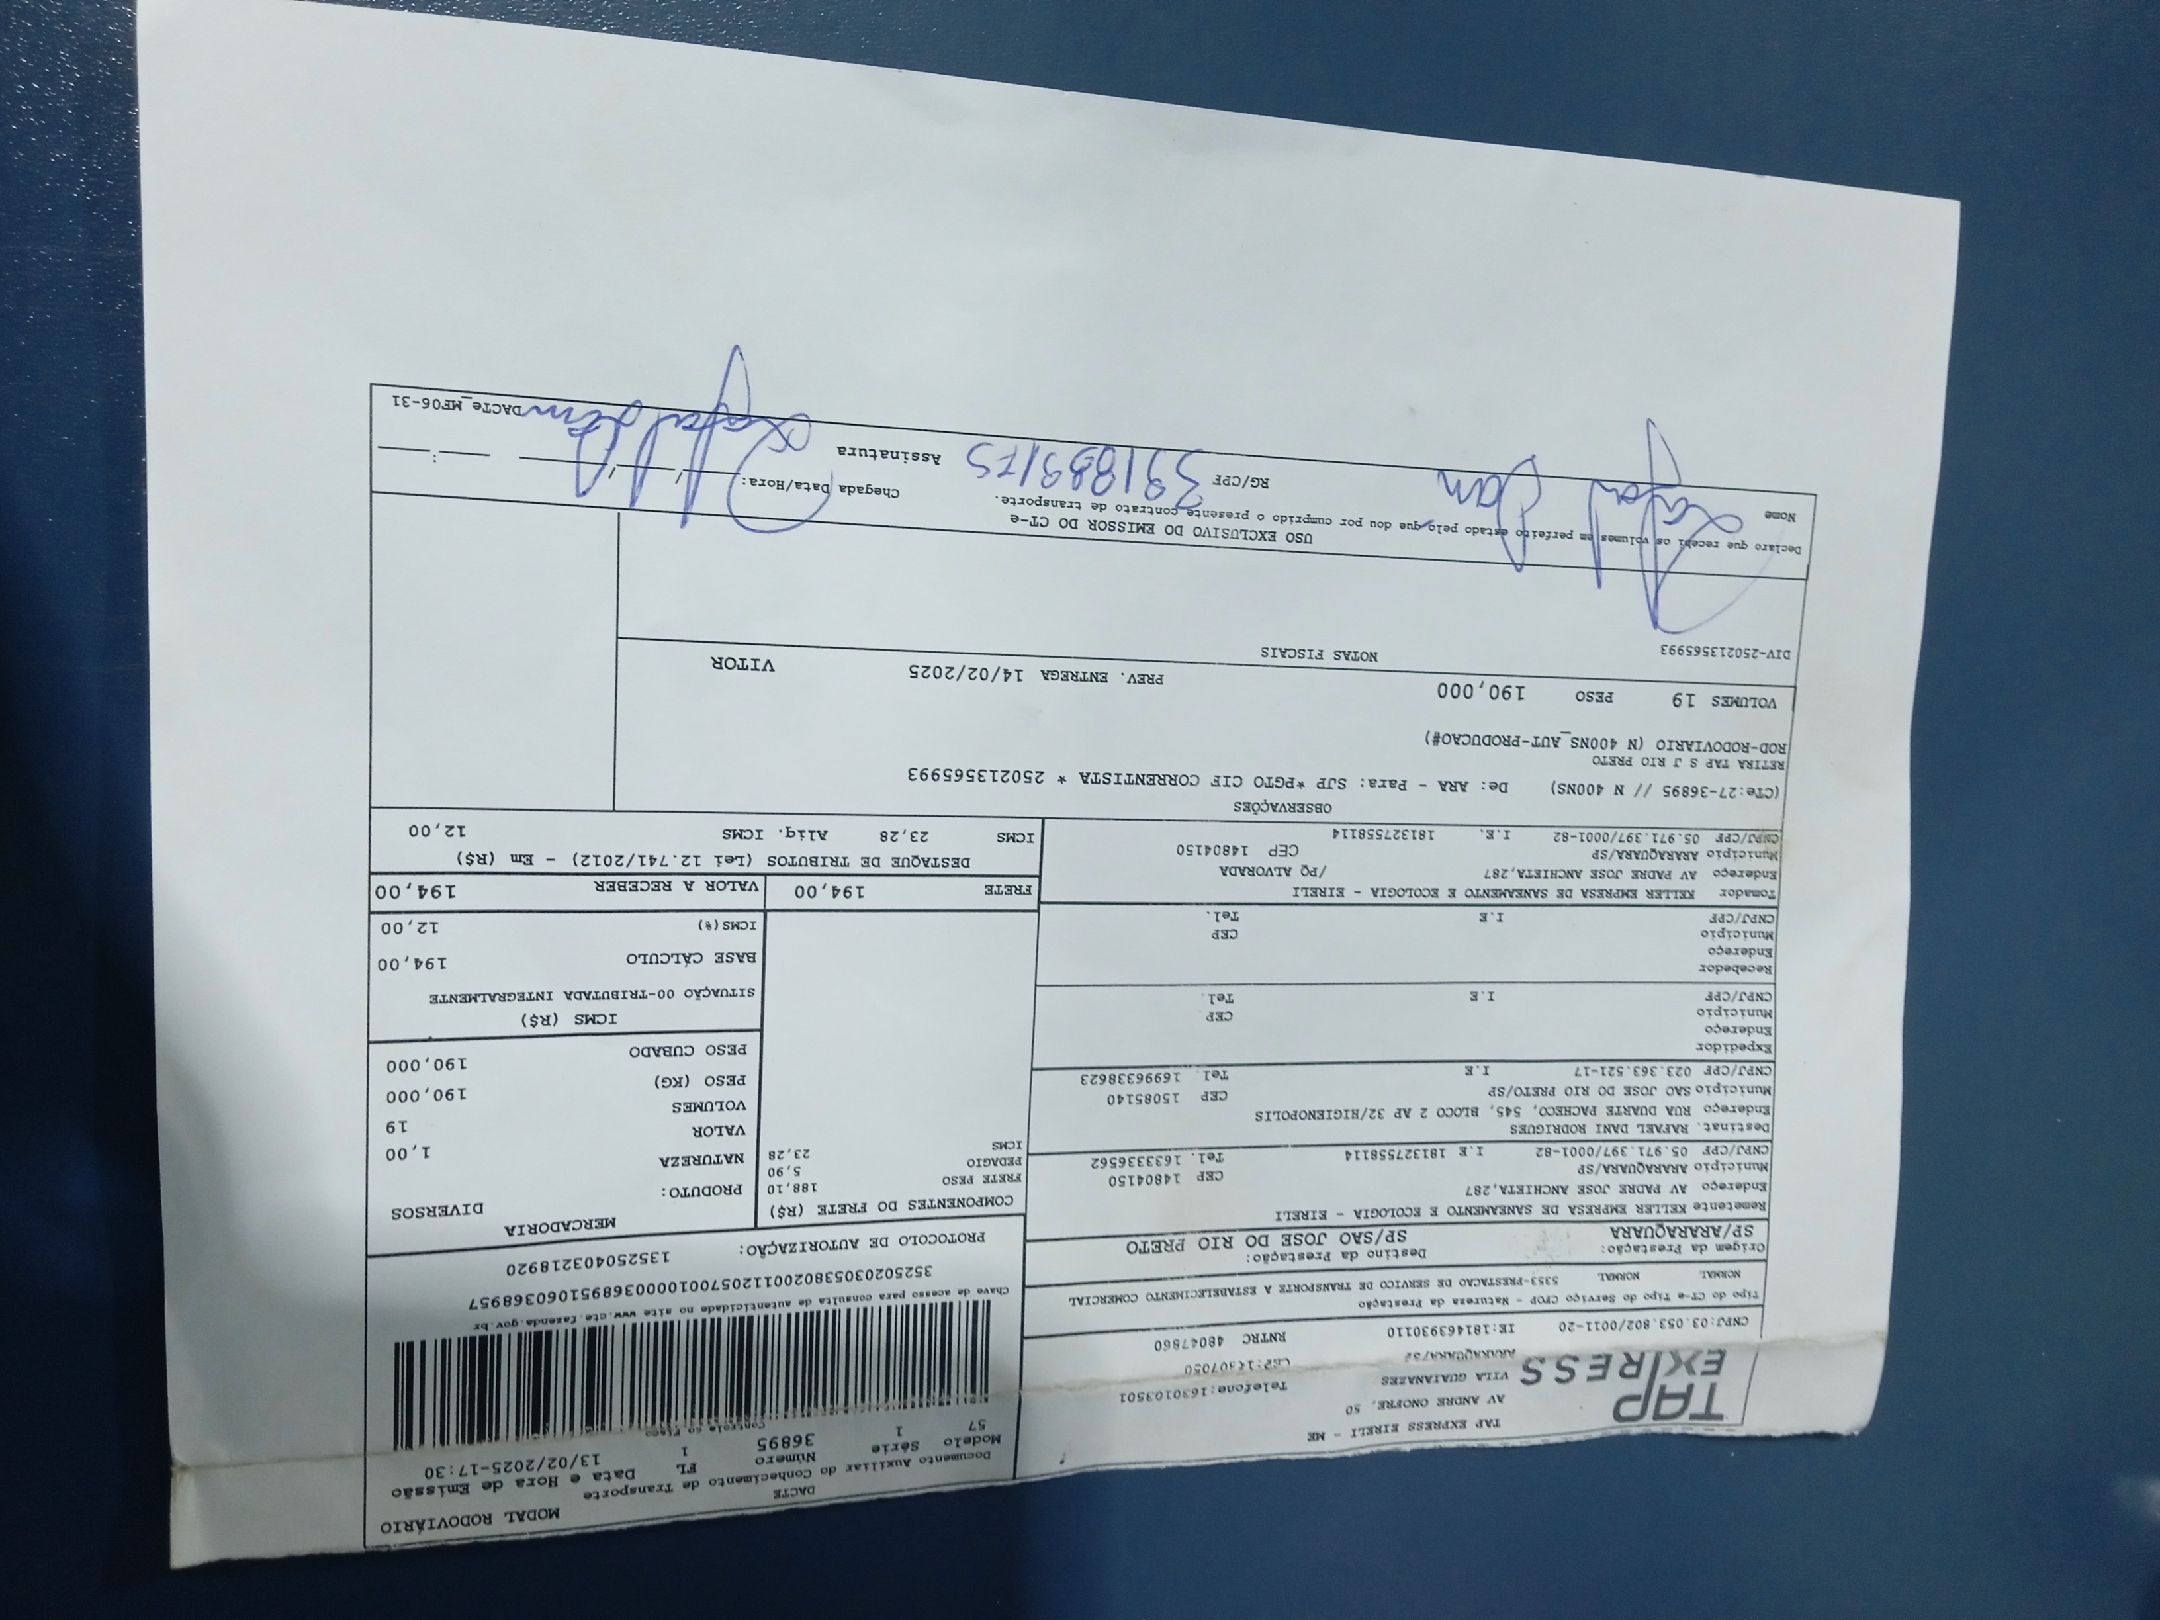 TAP EXPRESS
TAP EXPRESS EIRELI - ME
AV ANDRE ONOFRE, 50
Telefone:1630103501
VILA GUAIANAZES
CEP:14807050
CNPJ:03.053.802/0011-20 IE:181463930110 RNTRC 48047860
DACTE MODAL RODOVIÁRIO
Documento Auxiliar do Conhecimento de Transporte
Modelo Série Número FL Data e Hora de Emissão
57 1 36895 1 13/02/2025-17:30
Controle do Fisco
Chave de acesso para consulta de autenticidade no site www.cte.fazenda.gov.br
35250203053802001120570010000368951060368957
PROTOCOLO DE AUTORIZAÇÃO: 135250403218920
Tipo do CT-e Tipo do Serviço CFOP - Natureza da Prestação
NORMAL NORMAL 5353-PRESTACAO DE SERVICO DE TRANSPORTE A ESTABELECIMENTO COMERCIAL
Origem da Prestação: Destino da Prestação:
SP/ARARAQUARA SP/SAO JOSE DO RIO PRETO
Remetente KELLER EMPRESA DE SANEAMENTO E ECOLOGIA - EIRELI
Endereço AV PADRE JOSE ANCHIETA,287
Município ARARAQUARA/SP CEP 14804150
CNPJ/CPF 05.971.397/0001-82 I.E 181327558114 Tel. 1633336562
Destinat. RAFAEL DANI RODRIGUES
Endereço RUA DUARTE PACHECO, 545, BLOCO 2 AP 32/HIGIENOPOLIS
Município SAO JOSE DO RIO PRETO/SP CEP 15085140
CNPJ/CPF 023.363.521-17 I.E Tel. 1699638623
Expedidor
Endereço
Município CEP
CNPJ/CPF I.E Tel.
Recebedor
Endereço
Município CEP
CNPJ/CPF I.E Tel.
Tomador KELLER EMPRESA DE SANEAMENTO E ECOLOGIA - EIRELI
Endereço AV PADRE JOSE ANCHIETA,287 /PQ ALVORADA
Município ARARAQUARA/SP CEP 14804150
CNPJ/CPF 05.971.397/0001-82 I.E. 181327558114
COMPONENTES DO FRETE (R$)
FRETE PESO 188,10
PEDAGIO 5,90
ICMS 23,28
MERCADORIA
PRODUTO: DIVERSOS
NATUREZA
VALOR 1,00
VOLUMES 19
PESO (KG) 190,000
PESO CUBADO 190,000
ICMS (R$)
SITUAÇÃO 00-TRIBUTADA INTEGRALMENTE
BASE CÁLCULO 194,00
ICMS(%) 12,00
FRETE 194,00 VALOR A RECEBER 194,00
DESTAQUE DE TRIBUTOS (Lei 12.741/2012) - Em (R$)
ICMS 23,28 Aliq. ICMS 12,00
OBSERVAÇÕES
(CTe:27-36895 // N 400NS) De: ARA - Para: SJP *PGTO CIF CORRENTISTA * 250213565993
RETIRA TAP S J RIO PRETO
ROD-RODOVIARIO (N 400NS_AUT-PRODUCAO#)
VOLUMES 19 PESO 190,000 PREV. ENTREGA 14/02/2025 VITOR
NOTAS FISCAIS
DIV-250213565993
USO EXCLUSIVO DO EMISSOR DO CT-e
Declaro que recebi os volumes em perfeito estado pelo que dou por cumprido o presente contrato de transporte.
Nome RG/CPF Chegada Data/Hora:
Assinatura
DACTe_MF06-31